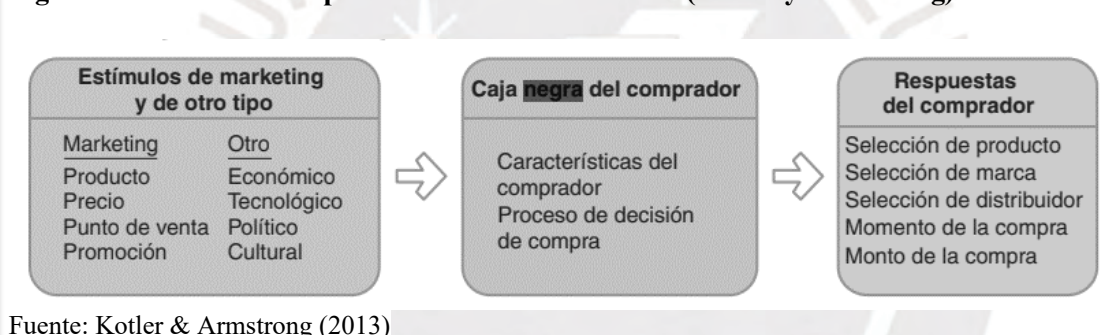 Estímulos de marketing
y de otro tipo
Marketing
Otro
Producto
Económico
Precio
Tecnológico
Punto de venta
Político
Promoción
Cultural
Caja negra del comprador
Características del
comprador
Proceso de decisión
de compra
Respuestas
del comprador
Selección de producto
Selección de marca
Selección de distribuidor
Momento de la compra
Monto de la compra
Fuente: Kotler & Armstrong (2013)